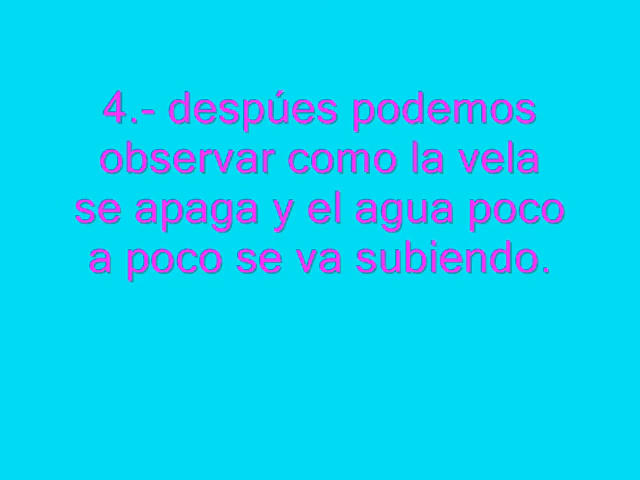 4.- despúes podemos
observar como la vela
se apaga y el agua poco
a poco se va subiendo.